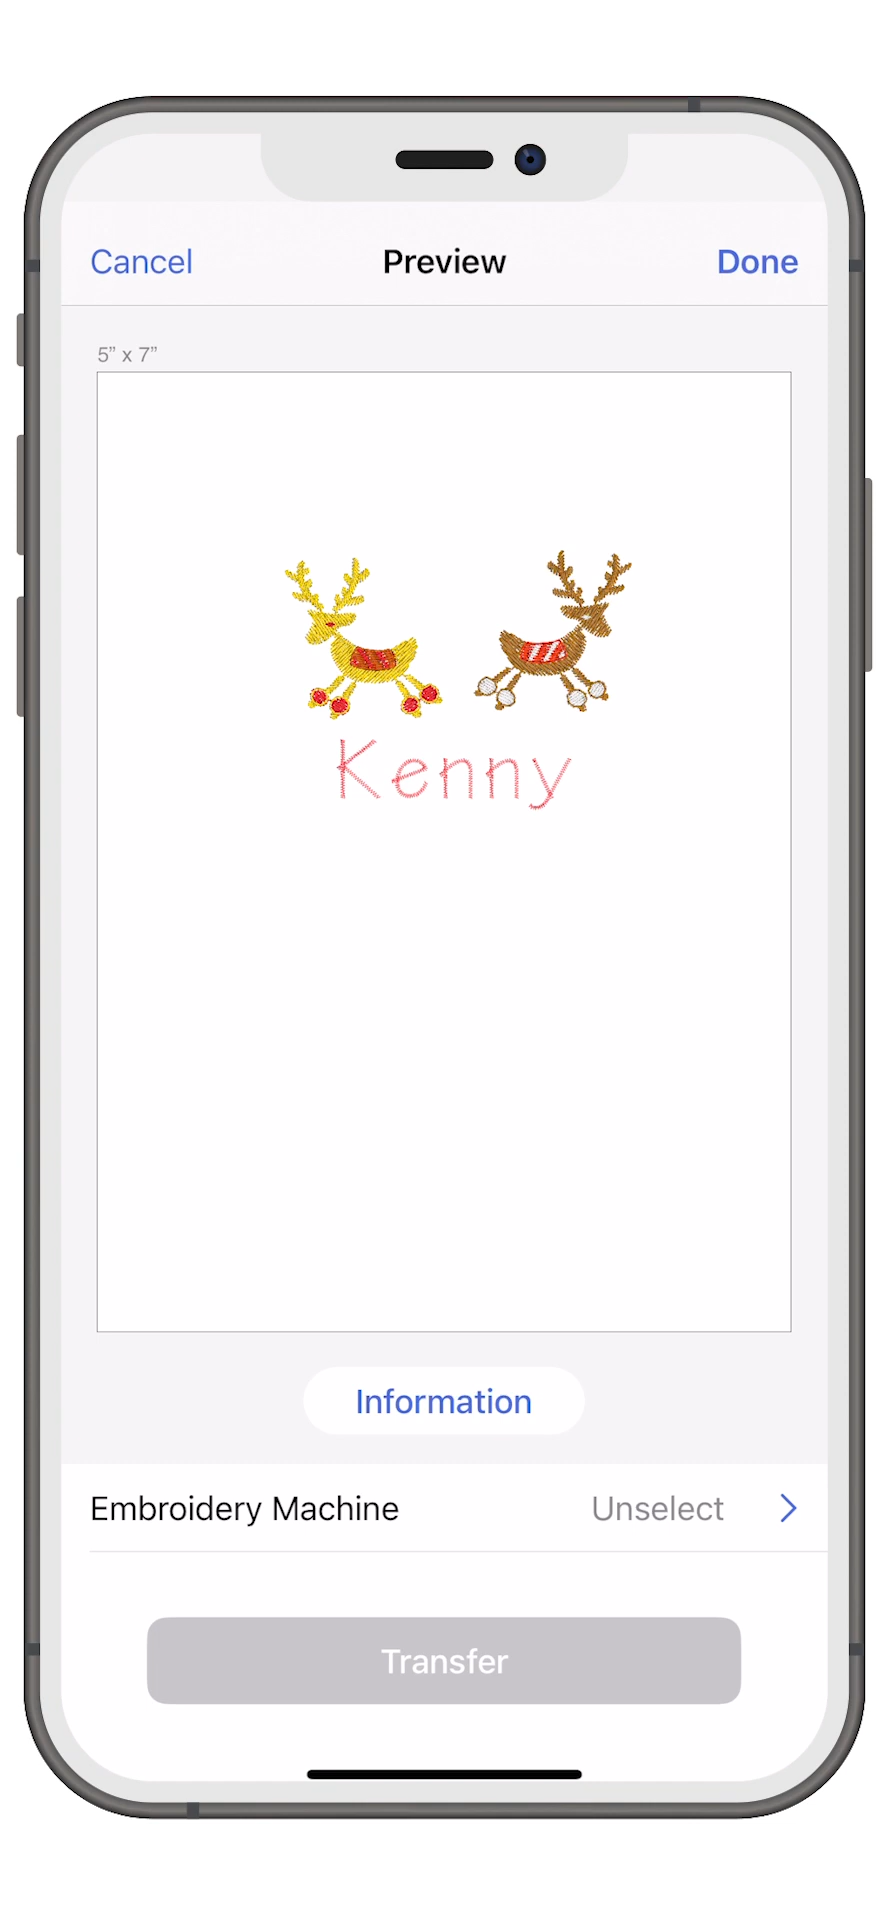 Cancel Preview Done
5” x 7”
Kenny
Information
Embroidery Machine Unselect
Transfer